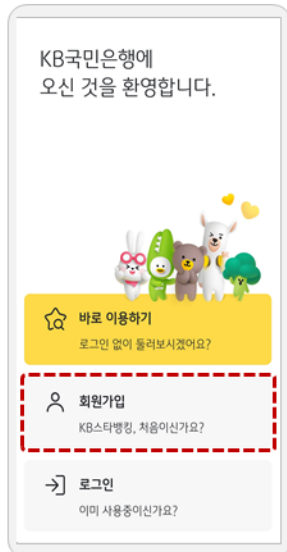 KB국민은행에
오신 것을 환영합니다.
바로 이용하기
로그인 없이 둘러보시겠어요?
회원가입
KB스타뱅킹, 처음이신가요?
로그인
이미 사용중이신가요?